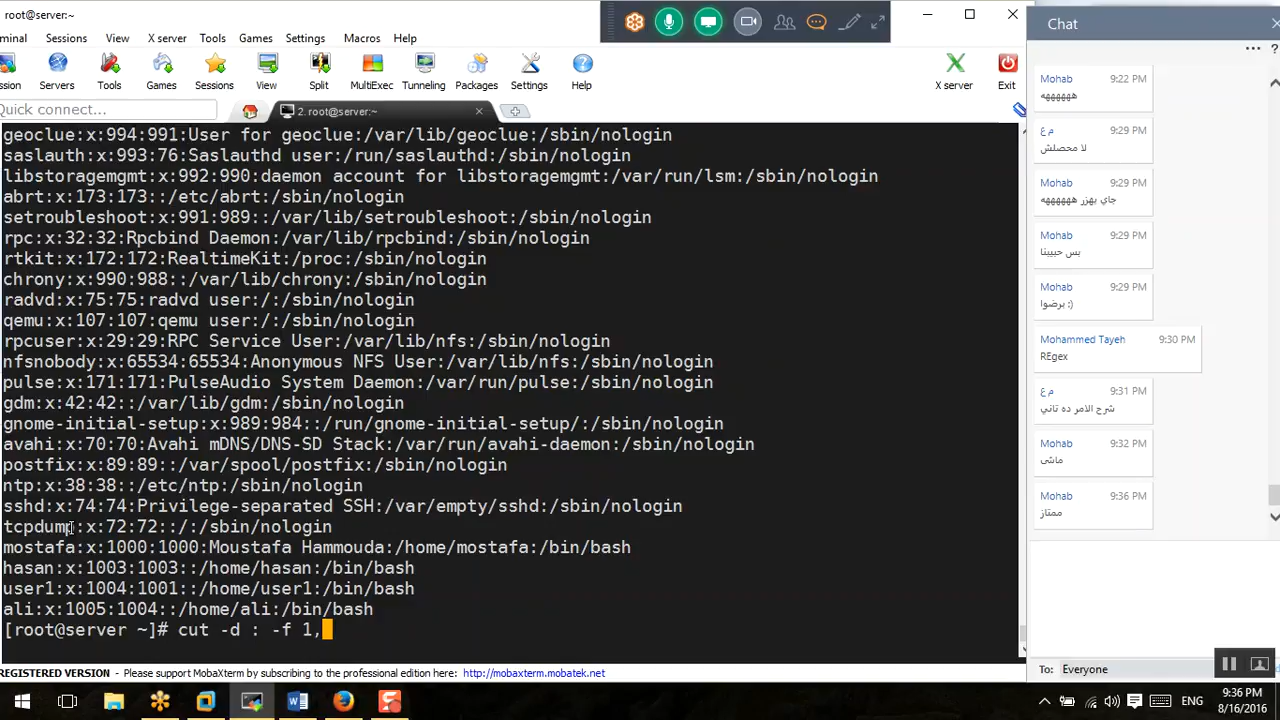 root@server:~
minal Sessions View X server Tools Games Settings Macros Help
ssion Servers Tools Games Sessions View Split MultiExec Tunneling Packages Settings Help X server Exit
Quick connect...
2. root@server:~
geoclue:x:994:991:User for geoclue:/var/lib/geoclue:/sbin/nologin
saslauth:x:993:76:Saslauthd user:/run/saslauthd:/sbin/nologin
libstoragemgmt:x:992:990:daemon account for libstoragemgmt:/var/run/lsm:/sbin/nologin
abrt:x:173:173::/etc/abrt:/sbin/nologin
setroubleshoot:x:991:989::/var/lib/setroubleshoot:/sbin/nologin
rpc:x:32:32:Rpcbind Daemon:/var/lib/rpcbind:/sbin/nologin
rtkit:x:172:172:RealtimeKit:/proc:/sbin/nologin
chrony:x:990:988::/var/lib/chrony:/sbin/nologin
radvd:x:75:75:radvd user:/:/sbin/nologin
qemu:x:107:107:qemu user:/:/sbin/nologin
rpcuser:x:29:29:RPC Service User:/var/lib/nfs:/sbin/nologin
nfsnobody:x:65534:65534:Anonymous NFS User:/var/lib/nfs:/sbin/nologin
pulse:x:171:171:PulseAudio System Daemon:/var/run/pulse:/sbin/nologin
gdm:x:42:42::/var/lib/gdm:/sbin/nologin
gnome-initial-setup:x:989:984::/run/gnome-initial-setup/:/sbin/nologin
avahi:x:70:70:Avahi mDNS/DNS-SD Stack:/var/run/avahi-daemon:/sbin/nologin
postfix:x:89:89::/var/spool/postfix:/sbin/nologin
ntp:x:38:38::/etc/ntp:/sbin/nologin
sshd:x:74:74:Privilege-separated SSH:/var/empty/sshd:/sbin/nologin
tcpdump:x:72:72::/:/sbin/nologin
mostafa:x:1000:1000:Moustafa Hammouda:/home/mostafa:/bin/bash
hasan:x:1003:1003::/home/hasan:/bin/bash
user1:x:1004:1001::/home/user1:/bin/bash
ali:x:1005:1004::/home/ali:/bin/bash
[root@server ~]# cut -d : -f 1,
REGISTERED VERSION - Please support MobaXterm by subscribing to the professional edition here: http://mobaxterm.mobatek.net
Chat
Mohab 9:22 PM
هههههههه
م ع 9:29 PM
لا محصلش
Mohab 9:29 PM
جاي بهزر هههههههه
Mohab 9:29 PM
بس حبيبنا
Mohab 9:29 PM
برضوا :)
Mohammed Tayeh 9:30 PM
REgex
م ع 9:31 PM
شرح الامر ده تاني
Mohab 9:32 PM
ماشى
Mohab 9:36 PM
ممتاز
To: Everyone
ENG
9:36 PM
8/16/2016